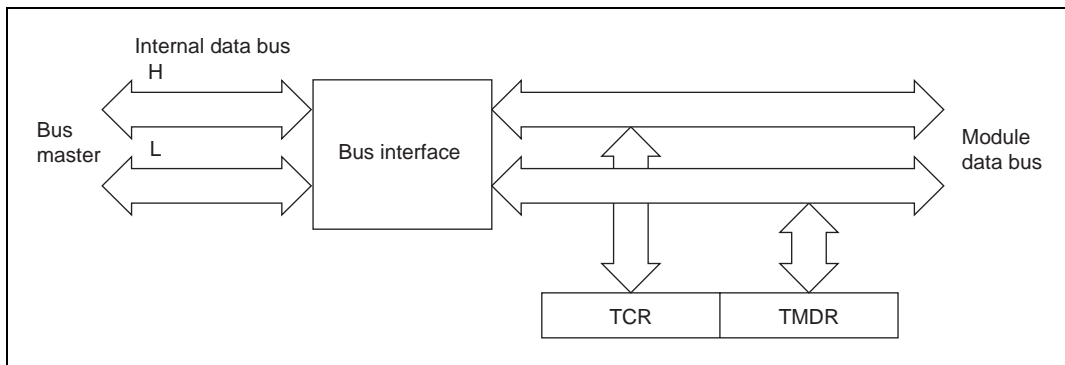 Internal data bus
H
Bus
master
L
Bus interface
Module
data bus
TCR
TMDR